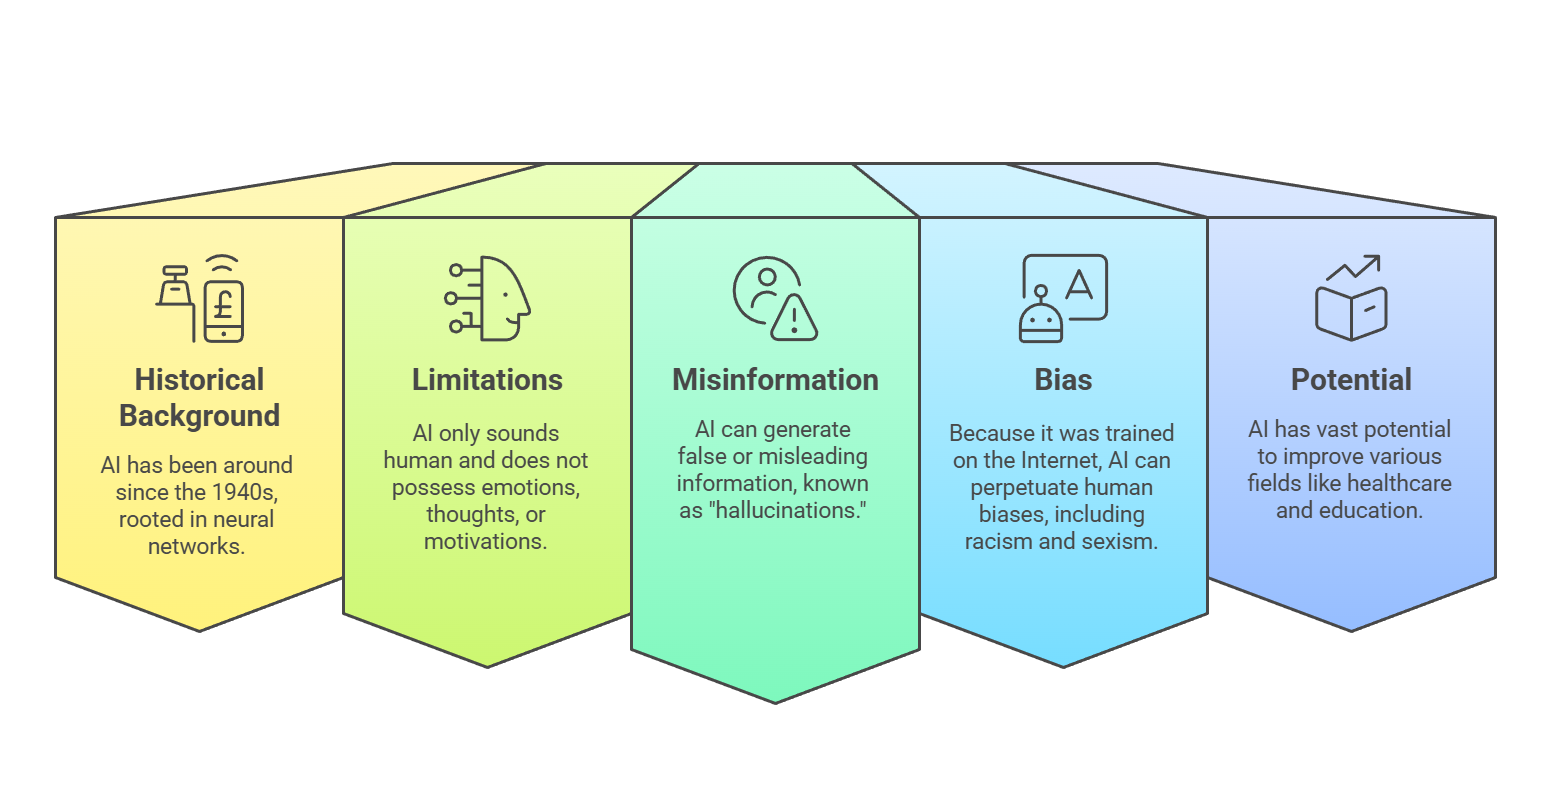 Historical
Background
AI has been around
since the 1940s,
rooted in neural
networks.
Limitations
AI only sounds
human and does not
possess emotions,
thoughts, or
motivations.
Misinformation
AI can generate
false or misleading
information, known
as "hallucinations."
A
Bias
Because it was trained
on the Internet, AI can
perpetuate human
biases, including
racism and sexism.
Potential
AI has vast potential
to improve various
fields like healthcare
and education.
£